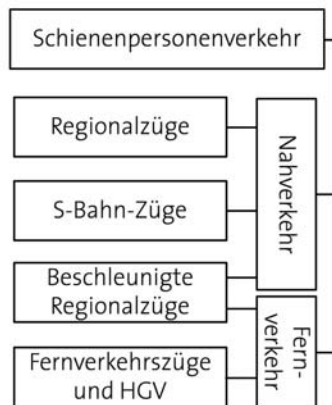 Schienenpersonenverkehr
Regionalzüge
S-Bahn-Züge
Nahverkehr
Beschleunigte
Regionalzüge
Fernverkehrszüge
und HGV
Fern-
verkehr